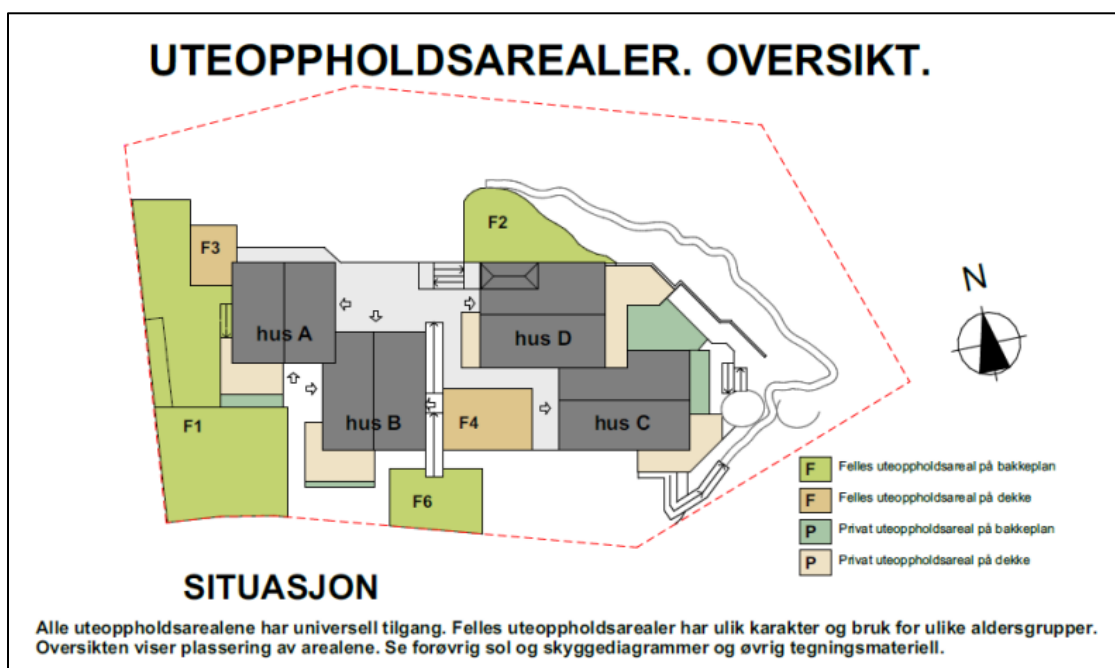 UTEOPPHOLDSAREALER. OVERSIKT.
F2
F3
N
hus A
hus D
hus B
F4
hus C
F1
F6
F Felles uteoppholdsareal på bakkeplan
F Felles uteoppholdsareal på dekke
P Privat uteoppholdsareal på bakkeplan
P Privat uteoppholdsareal på dekke
SITUASJON
Alle uteoppholdsarealene har universell tilgang. Felles uteoppholdsarealer har ulik karakter og bruk for ulike aldersgrupper.
Oversikten viser plassering av arealene. Se forøvrig sol og skyggediagrammer og øvrig tegningsmateriell.